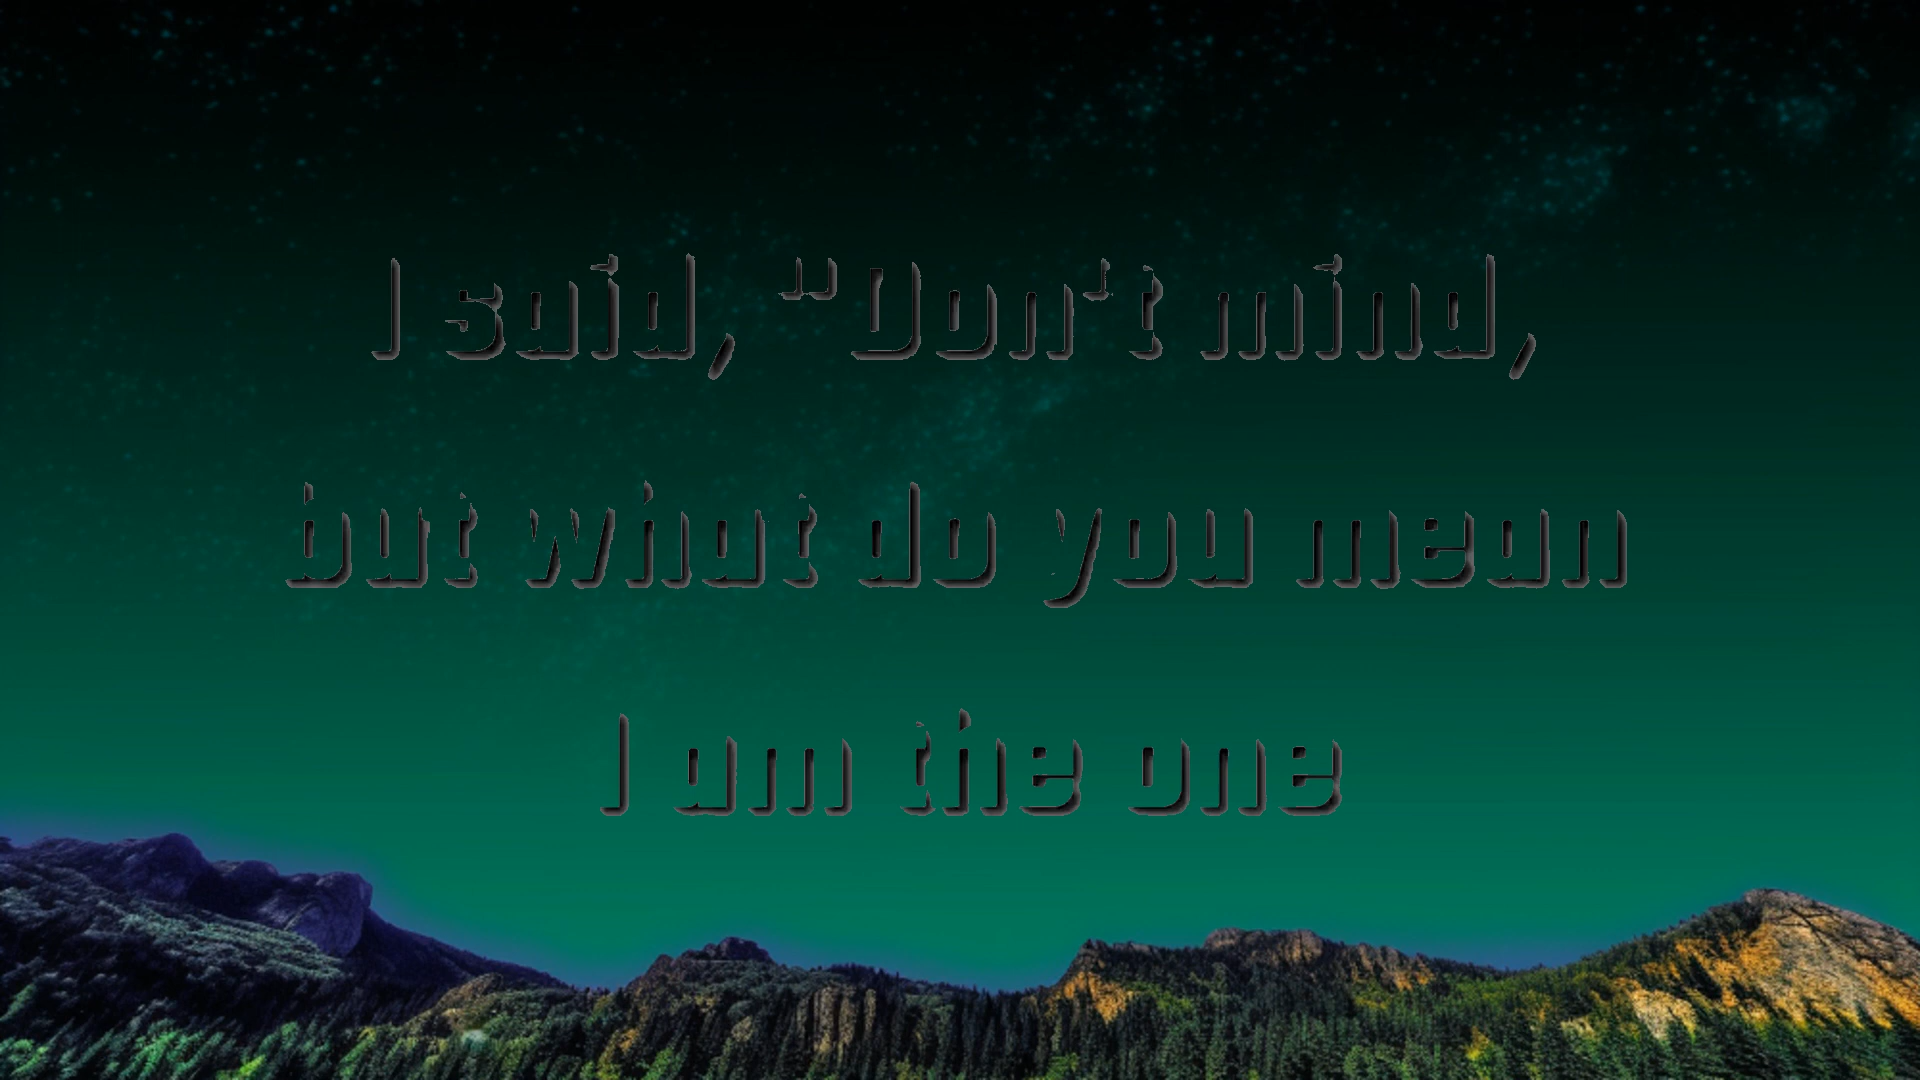 I said, "Don't mind,
but what do you mean
I am the one